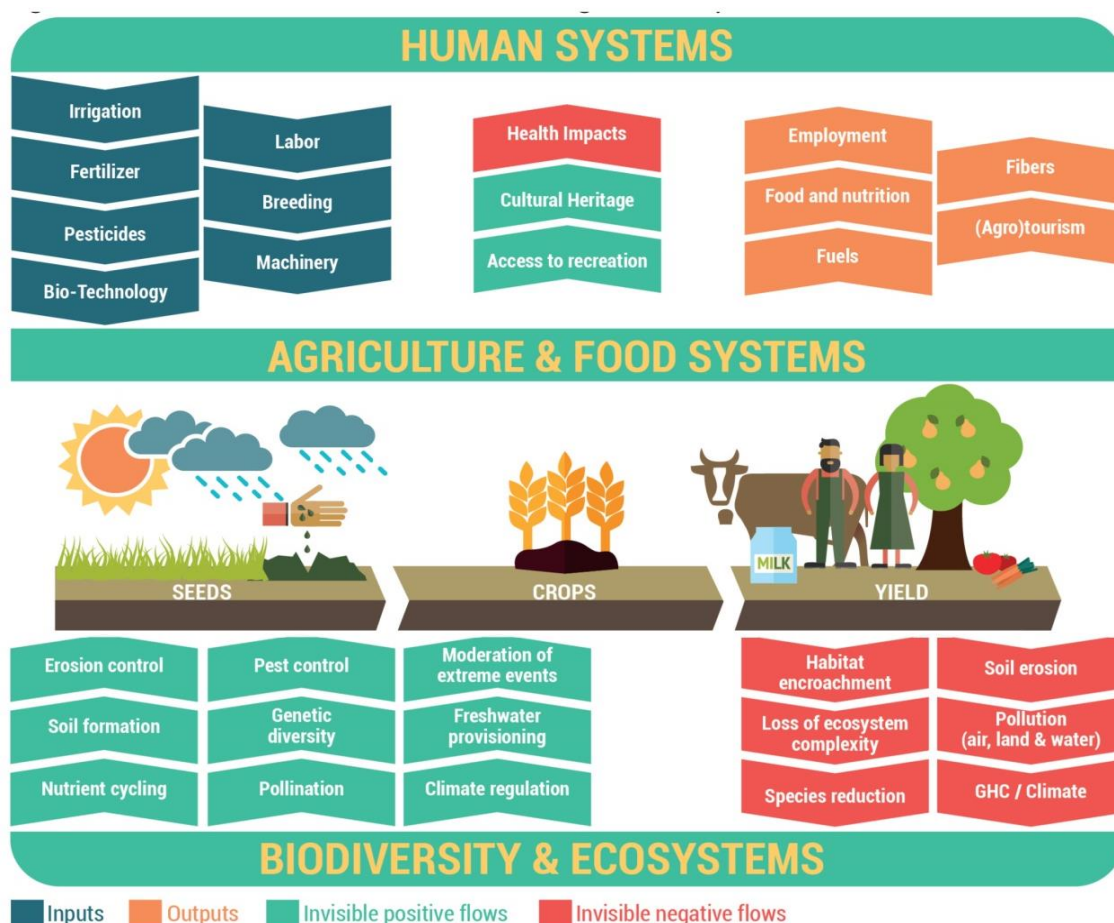 HUMAN SYSTEMS
Irrigation
Fertilizer
Pesticides
Bio-Technology
Labor
Breeding
Machinery
Health Impacts
Cultural Heritage
Access to recreation
Employment
Food and nutrition
Fuels
Fibers
(Agro)tourism
AGRICULTURE & FOOD SYSTEMS
MILK
SEEDS
CROPS
YIELD
Erosion control
Soil formation
Nutrient cycling
Pest control
Genetic
diversity
Pollination
Moderation of
extreme events
Freshwater
provisioning
Climate regulation
Habitat
encroachment
Loss of ecosystem
complexity
Species reduction
Soil erosion
Pollution
(air, land & water)
GHC / Climate
BIODIVERSITY & ECOSYSTEMS
Inputs
Outputs
Invisible positive flows
Invisible negative flows